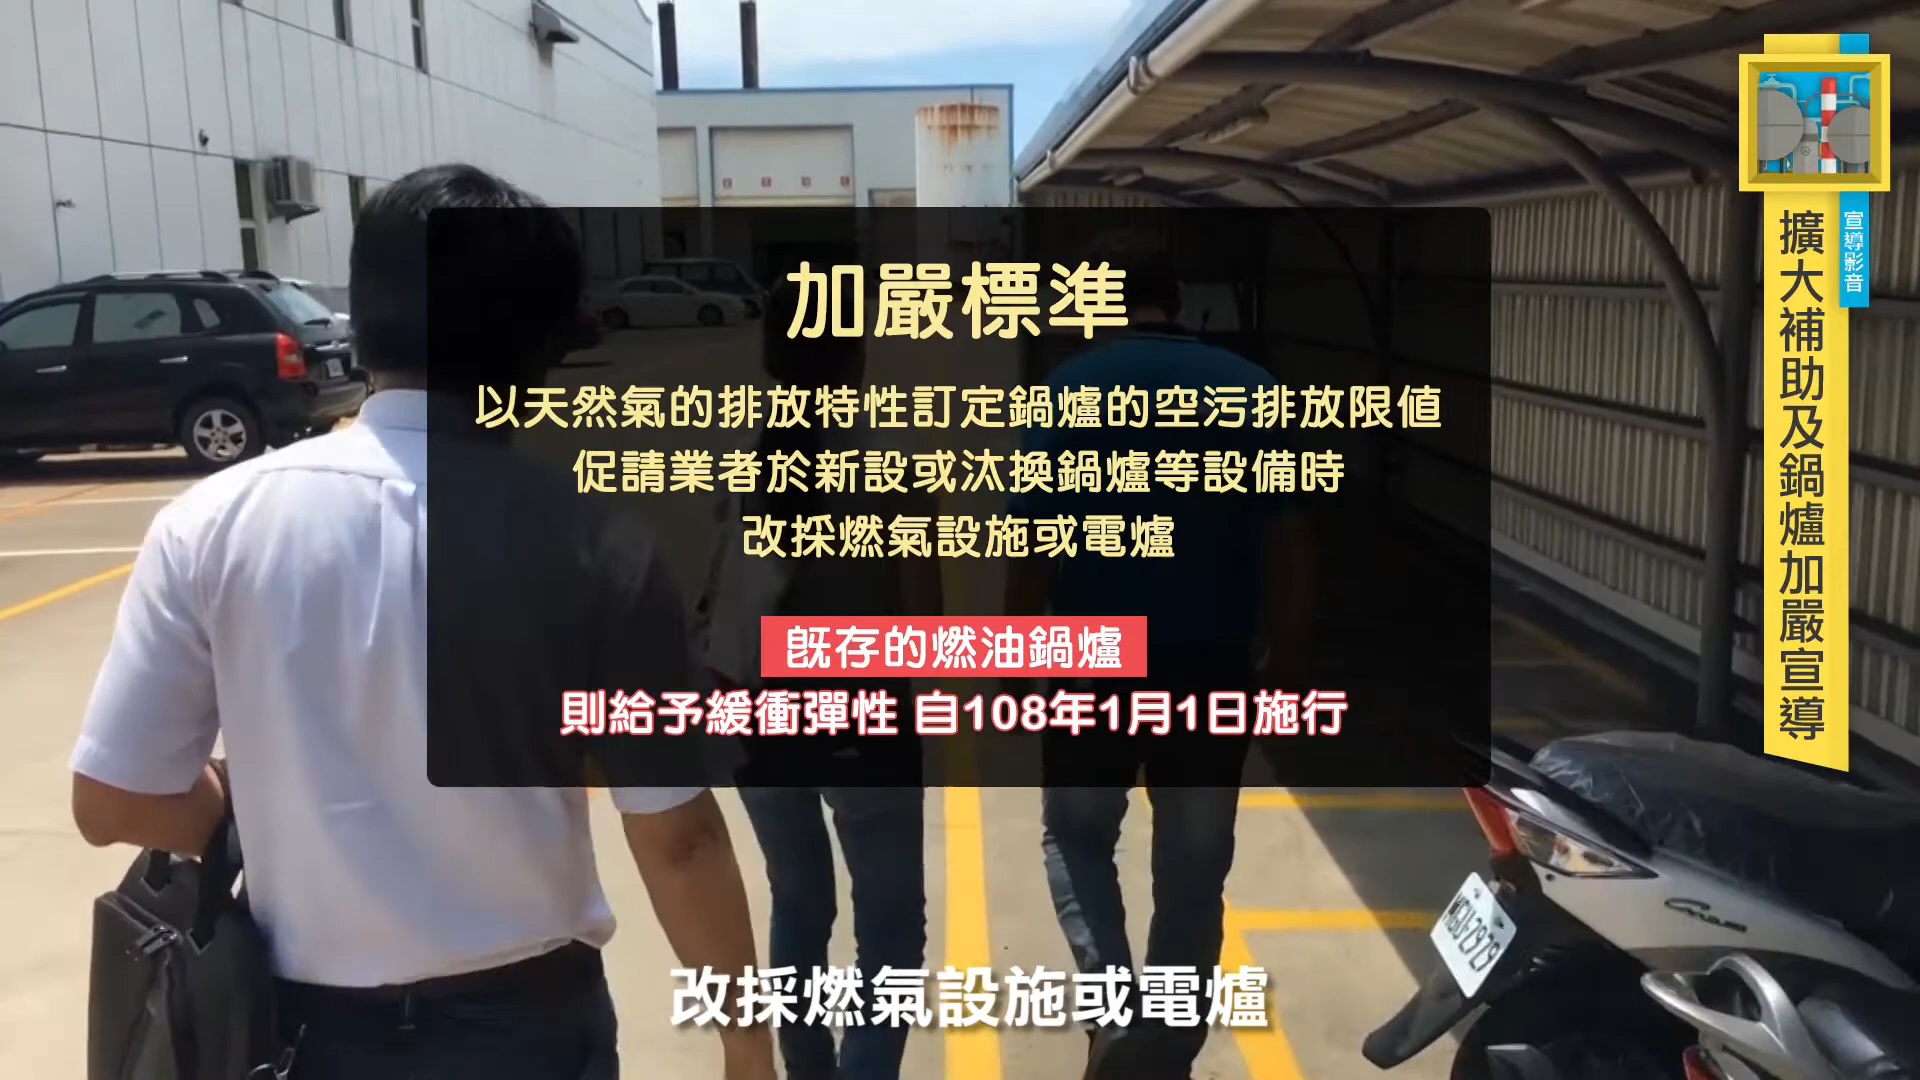 加嚴標準
以天然氣的排放特性訂定鍋爐的空污排放限值
促請業者於新設或汰換鍋爐等設備時
改採燃氣設施或電爐
既存的燃油鍋爐
則給予緩衝彈性 自108年1月1日施行
改採燃氣設施或電爐
宣導影音
擴大補助及鍋爐加嚴宣導